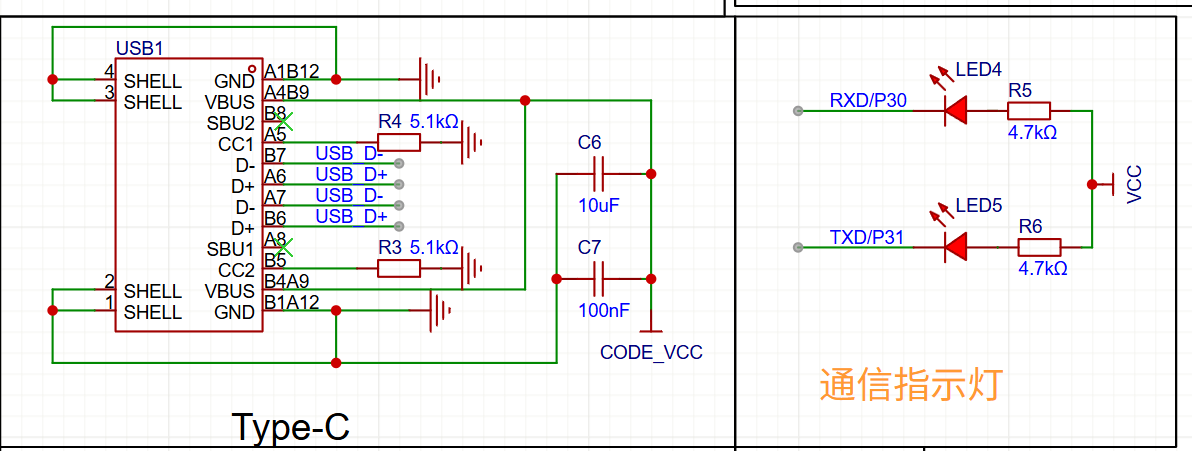 USB1
4 SHELL GND A1B12
3 SHELL VBUS A4B9
SBU2 B8
CC1 A5 R4 5.1kΩ
D- B7 USB_D-
D+ A6 USB_D+
D- A7 USB_D-
D+ B6 USB_D+
SBU1 A8
CC2 B5 R3 5.1kΩ
2 SHELL VBUS B4A9
1 SHELL GND B1A12
C6
10uF
C7
100nF
CODE_VCC
Type-C
LED4
RXD/P30
R5
4.7kΩ
VCC
LED5
TXD/P31
R6
4.7kΩ
通信指示灯